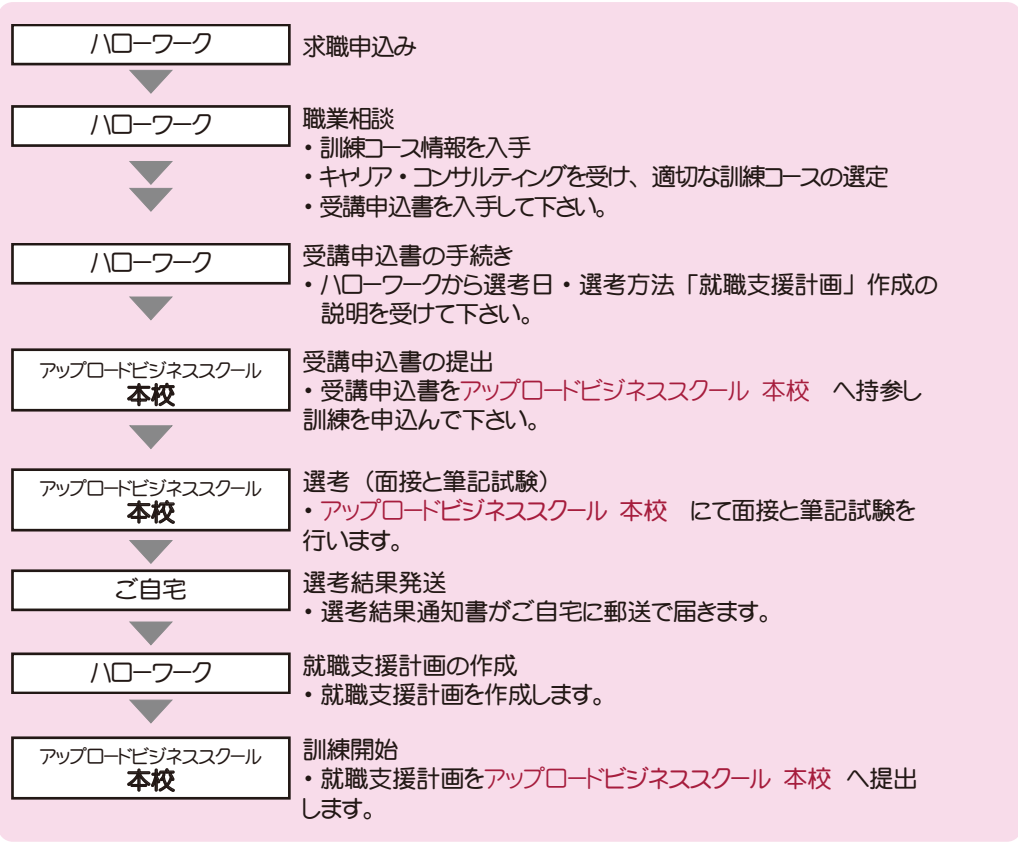 ハローワーク
求職申込み
ハローワーク
職業相談
・訓練コース情報を入手
・キャリア・コンサルティングを受け、適切な訓練コースの選定
・受講申込書を入手して下さい。
ハローワーク
受講申込書の手続き
・ハローワークから選考日・選考方法「就職支援計画」作成の
説明を受けて下さい。
アップロードビジネススクール
本校
受講申込書の提出
・受講申込書をアップロードビジネススクール 本校 へ持参し
訓練を申込んで下さい。
アップロードビジネススクール
本校
選考（面接と筆記試験）
・アップロードビジネススクール 本校 にて面接と筆記試験を
行います。
ご自宅
選考結果発送
・選考結果通知書がご自宅に郵送で届きます。
ハローワーク
就職支援計画の作成
・就職支援計画を作成します。
アップロードビジネススクール
本校
訓練開始
・就職支援計画をアップロードビジネススクール 本校 へ提出
します。